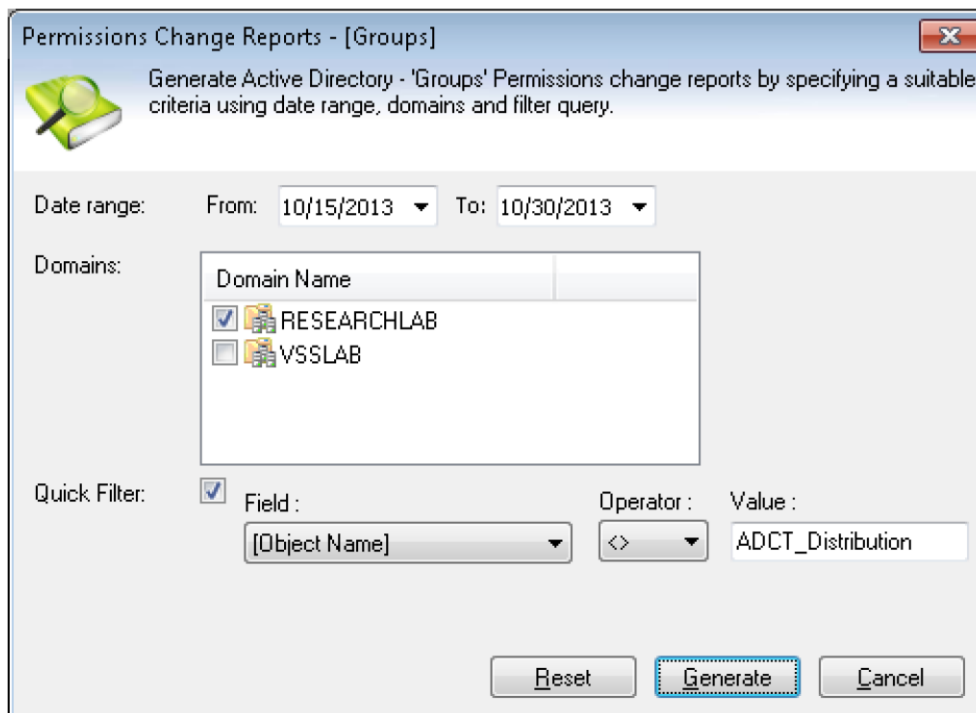 Permissions Change Reports - [Groups]
Generate Active Directory - 'Groups' Permissions change reports by specifying a suitable
criteria using date range, domains and filter query.
Date range: From: 10/15/2013 To: 10/30/2013
Domains:
Domain Name
RESEARCHLAB
VSSLAB
Quick Filter:
Field : Operator : Value :
[Object Name] <> ADCT_Distribution
Reset Generate Cancel